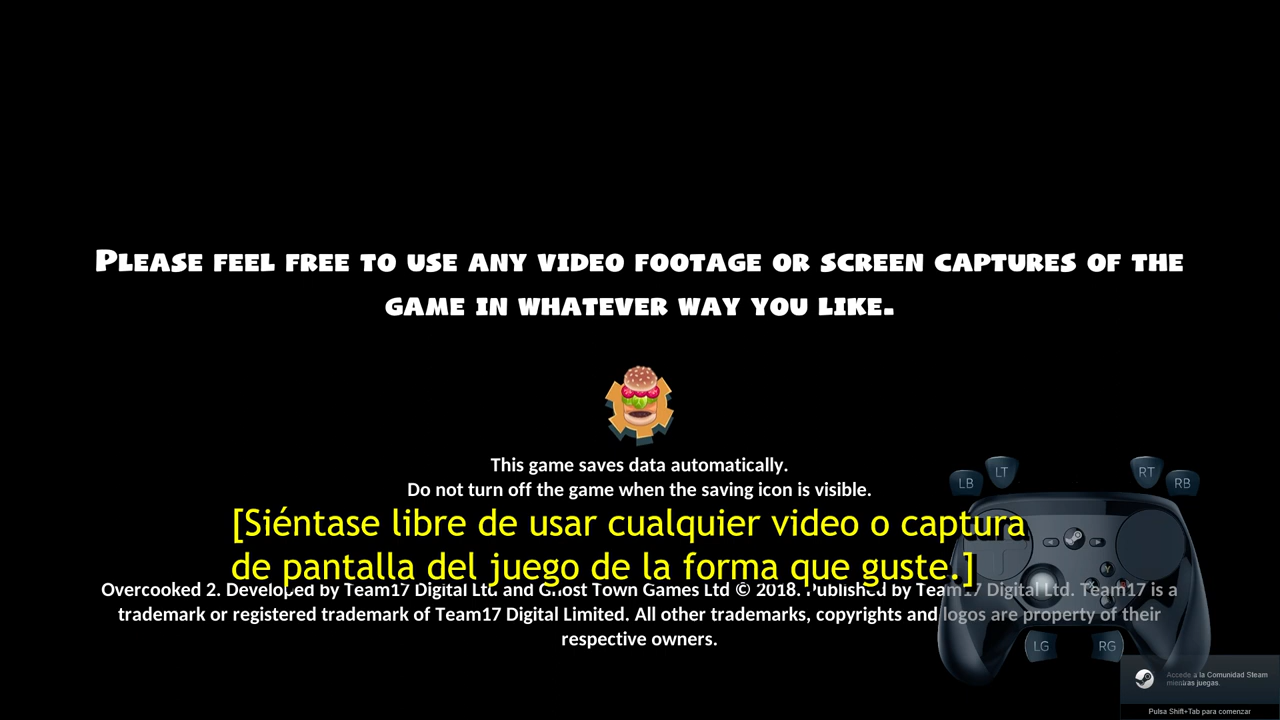 PLEASE FEEL FREE TO USE ANY VIDEO FOOTAGE OR SCREEN CAPTURES OF THE
GAME IN WHATEVER WAY YOU LIKE.
This game saves data automatically.
Do not turn off the game when the saving icon is visible.
LB
LT
RT
RB
[Siéntase libre de usar cualquier video o captura
de pantalla del juego de la forma que guste.]
Y
Overcooked 2. Developed by Team17 Digital Ltd. and Ghost Town Games Ltd © 2018. Published by Team17 Digital Ltd. Team17 is a
trademark or registered trademark of Team17 Digital Limited. All other trademarks, copyrights and logos are property of their
respective owners.
LG
RG
Accede a la Comunidad Steam
mientras juegas.
Pulsa Shift+Tab para comenzar